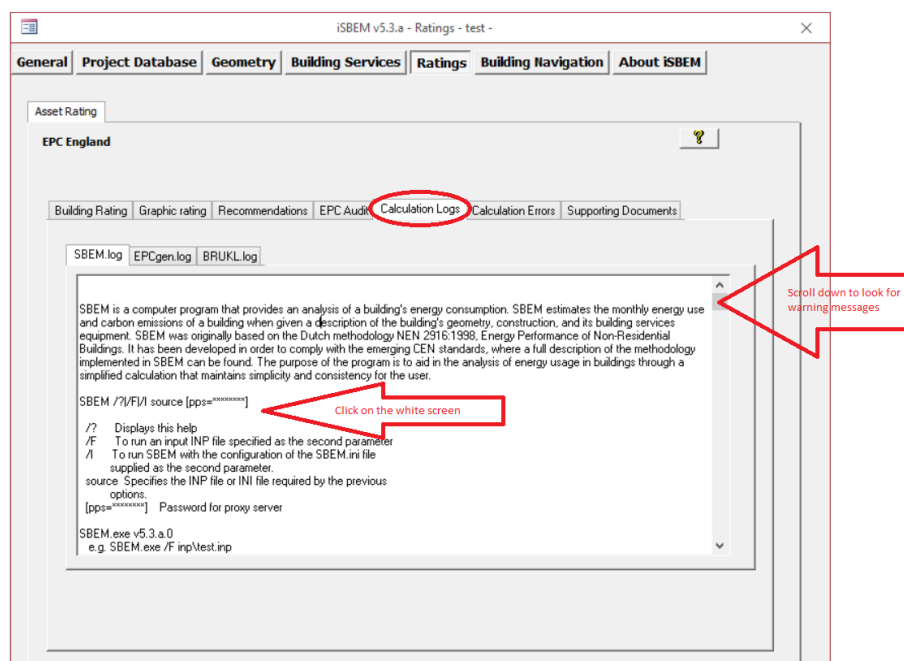 iSBEM v5.3.a - Ratings - test -
General Project Database Geometry Building Services Ratings Building Navigation About iSBEM
Asset Rating
EPC England
?
Building Rating Graphic rating Recommendations EPC Audit Calculation Logs Calculation Errors Supporting Documents
SBEM.log EPCgen.log BRUKL.log
SBEM is a computer program that provides an analysis of a building's energy consumption. SBEM estimates the monthly energy use
and carbon emissions of a building when given a description of the building's geometry, construction, and its building services
equipment. SBEM was originally based on the Dutch methodology NEN 2916:1998, Energy Performance of Non-Residential
Buildings. It has been developed in order to comply with the emerging CEN standards, where a full description of the methodology
implemented in SBEM can be found. The purpose of the program is to aid in the analysis of energy usage in buildings through a
simplified calculation that maintains simplicity and consistency for the user.
Scroll down to look for
warning messages
SBEM /?|/F|/I source [pps=********]
Click on the white screen
/? Displays this help
/F To run an input INP file specified as the second parameter
/I To run SBEM with the configuration of the SBEM.ini file
supplied as the second parameter.
source Specifies the INP file or INI file required by the previous
options.
[pps=********] Password for proxy server
SBEM.exe v5.3.a.0
e.g. SBEM.exe /F inp\test.inp